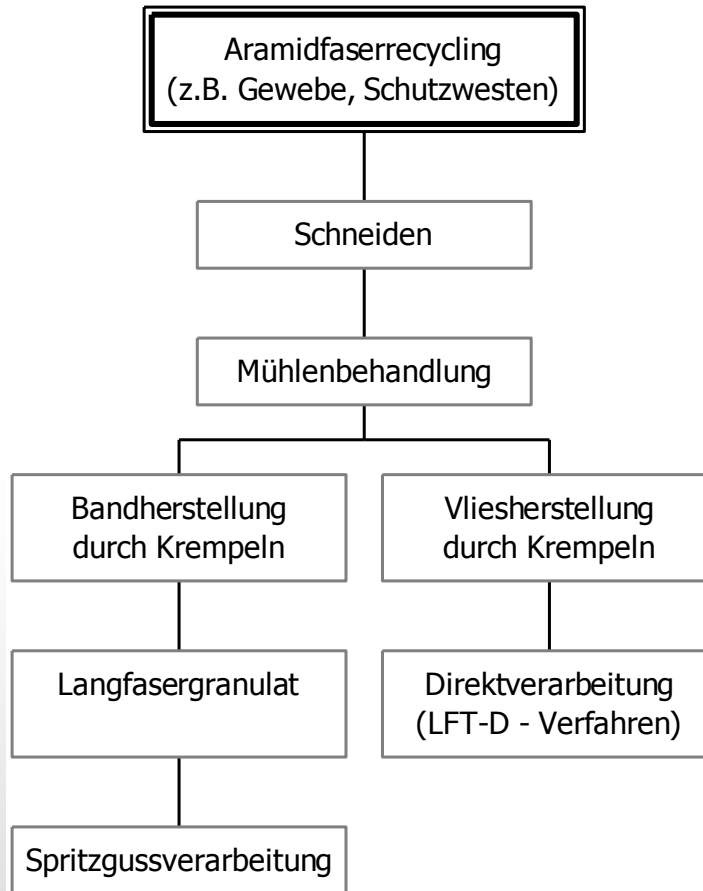 Aramidfaserrecycling
(z.B. Gewebe, Schutzwesten)
Schneiden
Mühlenbehandlung
Bandherstellung
durch Krempeln
Vliesherstellung
durch Krempeln
Langfasergranulat
Direktverarbeitung
(LFT-D - Verfahren)
Spritzgussverarbeitung